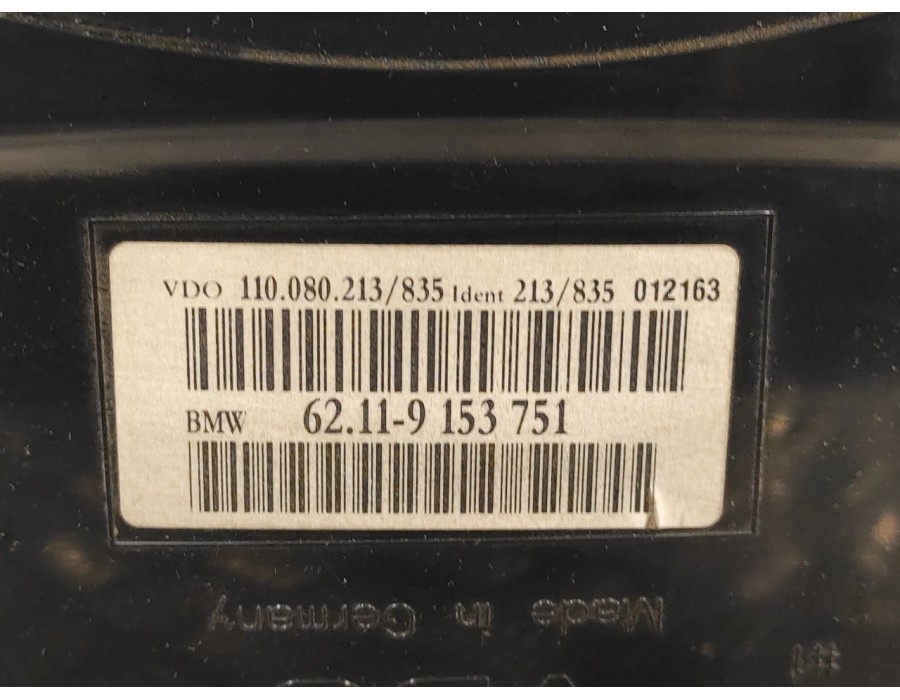 VDO 110.080.213/835 Ident 213/835 012163
BMW 62.11-9 153 751
Made in Germany